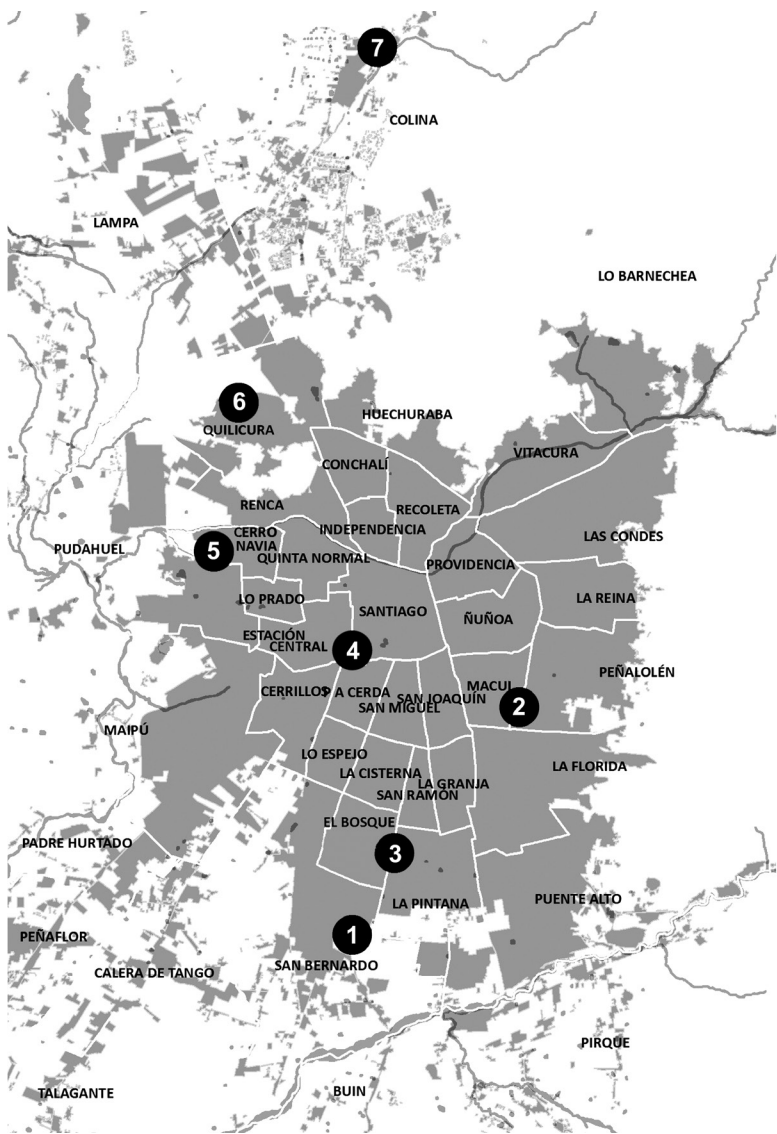 7
COLINA
LAMPA
LO BARNECHEA
6
QUILICURA
HUECHURABA
VITACURA
CONCHALÍ
RENCA
RECOLETA
INDEPENDENCIA
CERRO
NAVIA
LAS CONDES
PUDAHUEL
5
QUINTA NORMAL
PROVIDENCIA
LO PRADO
SANTIAGO
LA REINA
ÑUÑOA
ESTACIÓN
CENTRAL
4
PEÑALOLÉN
CERRILLOS
P A CERDA
SAN JOAQUÍN
MACUL
SAN MIGUEL
2
MAIPÚ
LO ESPEJO
LA CISTERNA
LA GRANJA
LA FLORIDA
SAN RAMÓN
EL BOSQUE
PADRE HURTADO
3
LA PINTANA
PUENTE ALTO
PEÑAFLOR
1
CALERA DE TANGO
SAN BERNARDO
PIRQUE
TALAGANTE
BUIN